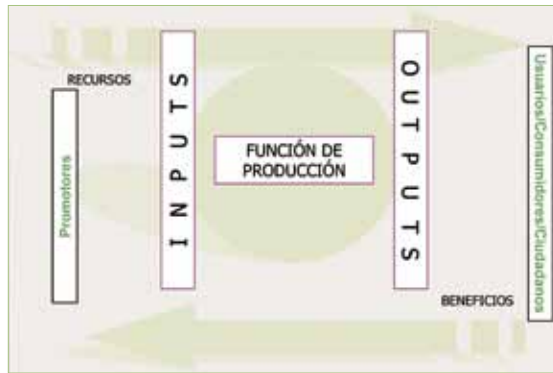 RECURSOS
Promotores
INPUTS
FUNCIÓN DE
PRODUCCIÓN
OUTPUTS
Usuarios/Consumidores/Ciudadanos
BENEFICIOS